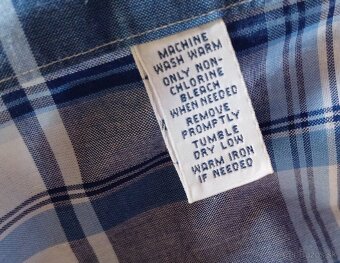 MACHINE
WASH WARM
ONLY NON-
CHLORINE
BLEACH
WHEN NEEDED
REMOVE
PROMPTLY
TUMBLE
DRY LOW
WARM IRON
IF NEEDED